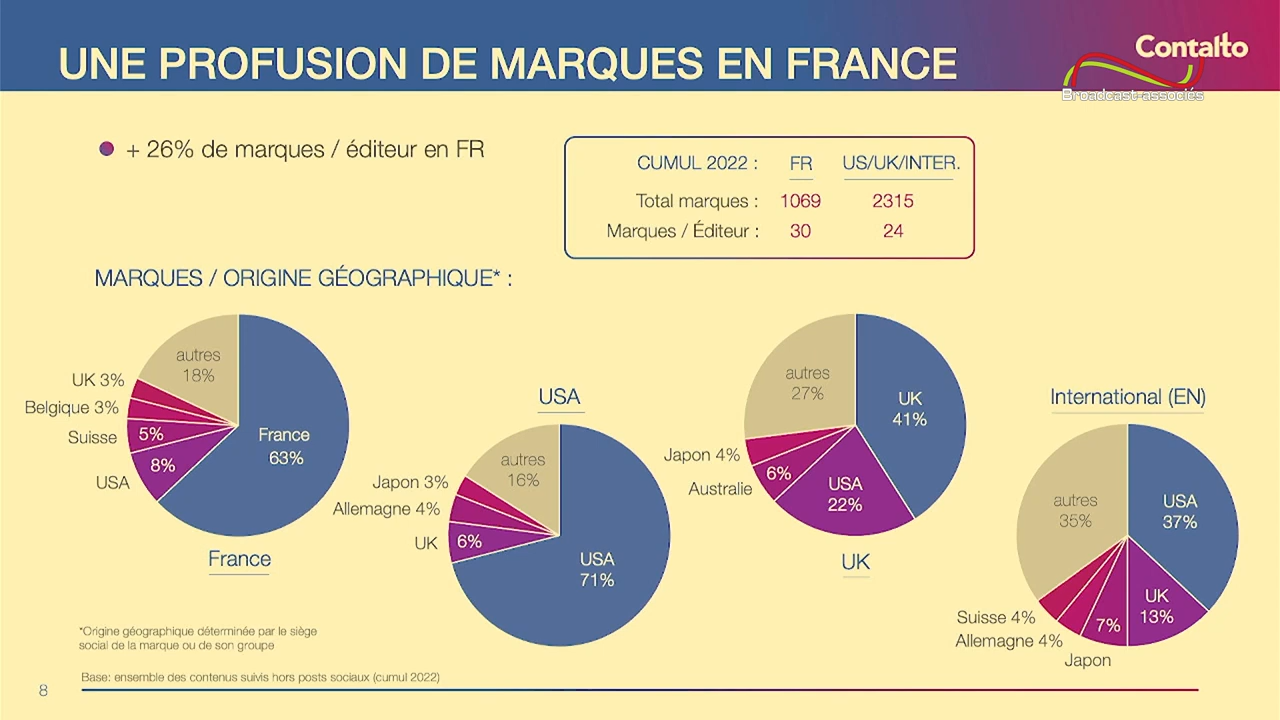 UNE PROFUSION DE MARQUES EN FRANCE
Contalto
Broadcast-associés
+ 26% de marques / éditeur en FR
CUMUL 2022 : FR US/UK/INTER.
Total marques : 1069 2315
Marques / Éditeur : 30 24
MARQUES / ORIGINE GÉOGRAPHIQUE* :
autres
18%
UK 3%
Belgique 3%
Suisse 5%
USA 8%
France
63%
France
USA
autres
16%
Japon 3%
Allemagne 4%
UK 6%
USA
71%
autres
27%
UK
41%
Japon 4%
Australie 6%
USA
22%
UK
International (EN)
autres
35%
USA
37%
UK
13%
7%
Suisse 4%
Allemagne 4%
Japon
*Origine géographique déterminée par le siège
social de la marque ou de son groupe
Base: ensemble des contenus suivis hors posts sociaux (cumul 2022)
8